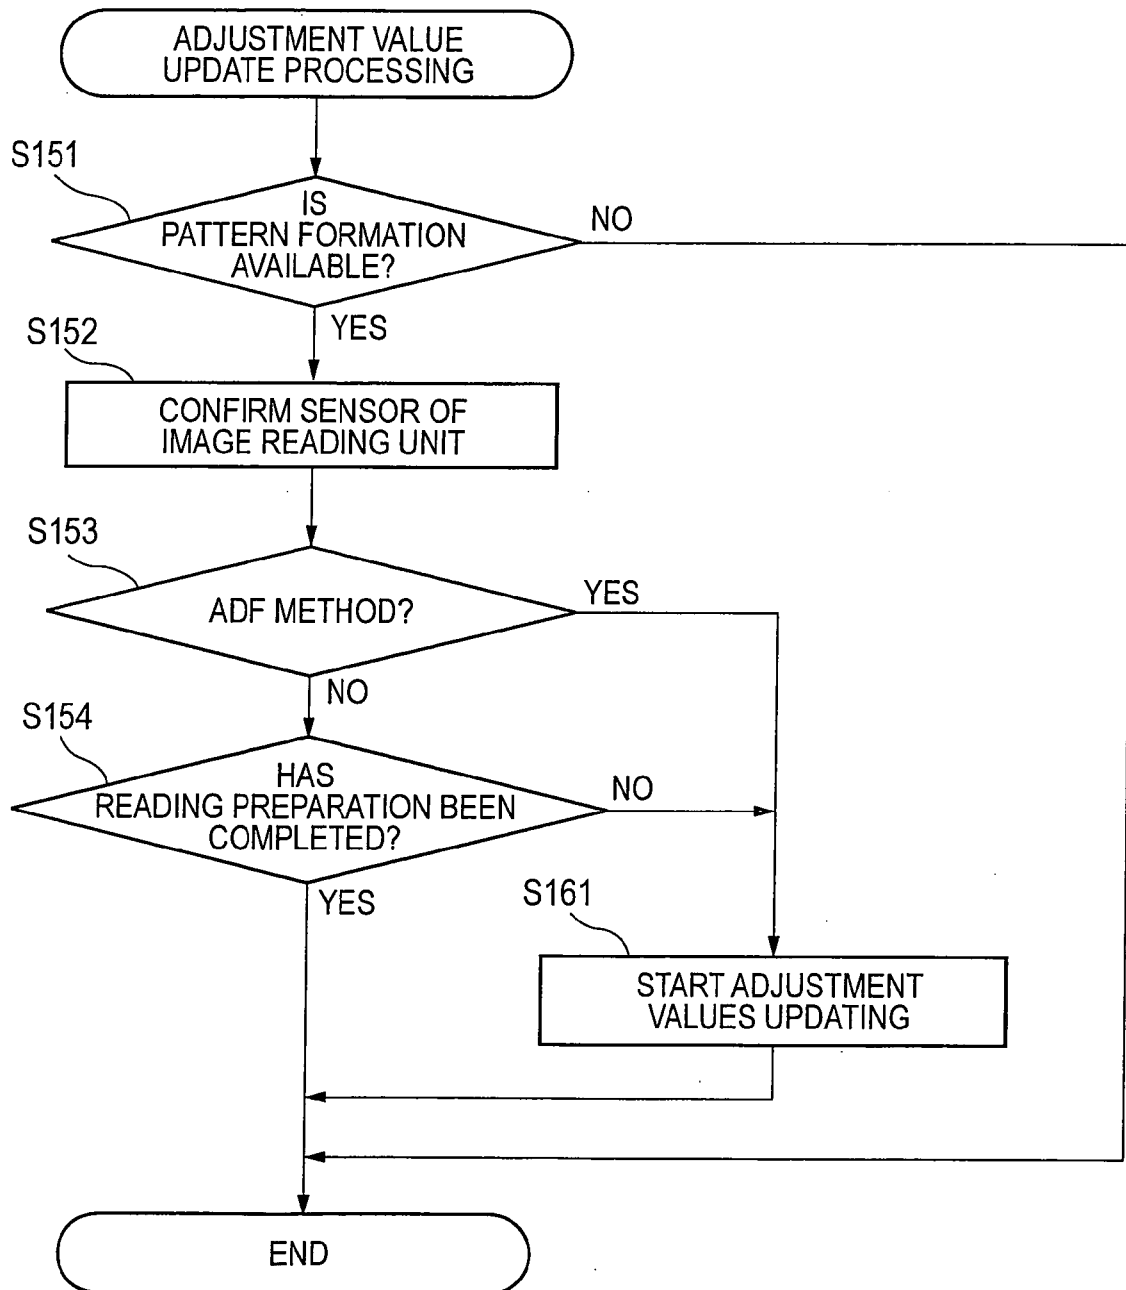 ADJUSTMENT VALUE
UPDATE PROCESSING
S151
IS
PATTERN FORMATION
AVAILABLE?
NO
YES
S152
CONFIRM SENSOR OF
IMAGE READING UNIT
S153
ADF METHOD?
YES
NO
S154
HAS
READING PREPARATION BEEN
COMPLETED?
NO
YES
S161
START ADJUSTMENT
VALUES UPDATING
END